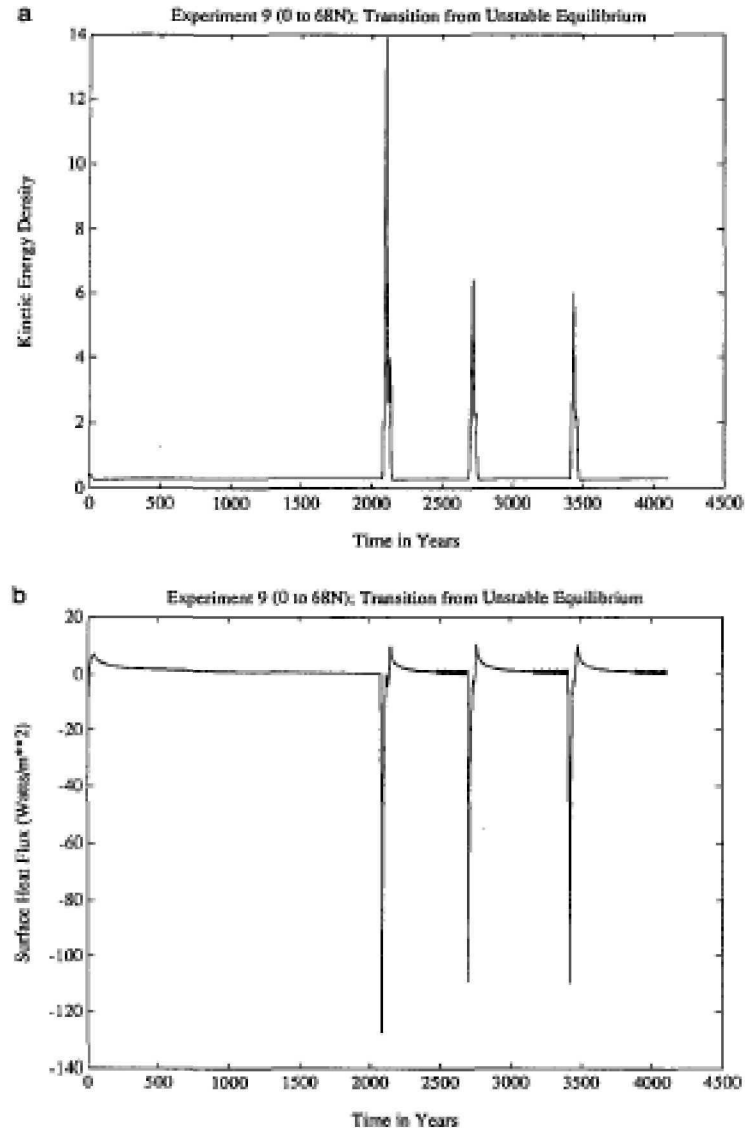 a
Experiment 9 (0 to 68N); Transition from Unstable Equilibrium
14
12
10
8
6
4
2
0
Kinetic Energy Density
0 500 1000 1500 2000 2500 3000 3500 4000 4500
Time in Years
b
Experiment 9 (0 to 68N); Transition from Unstable Equilibrium
20
0
-20
-40
-60
-80
-100
-120
-140
Surface Heat Flux (Watts/m**2)
0 500 1000 1500 2000 2500 3000 3500 4000 4500
Time in Years